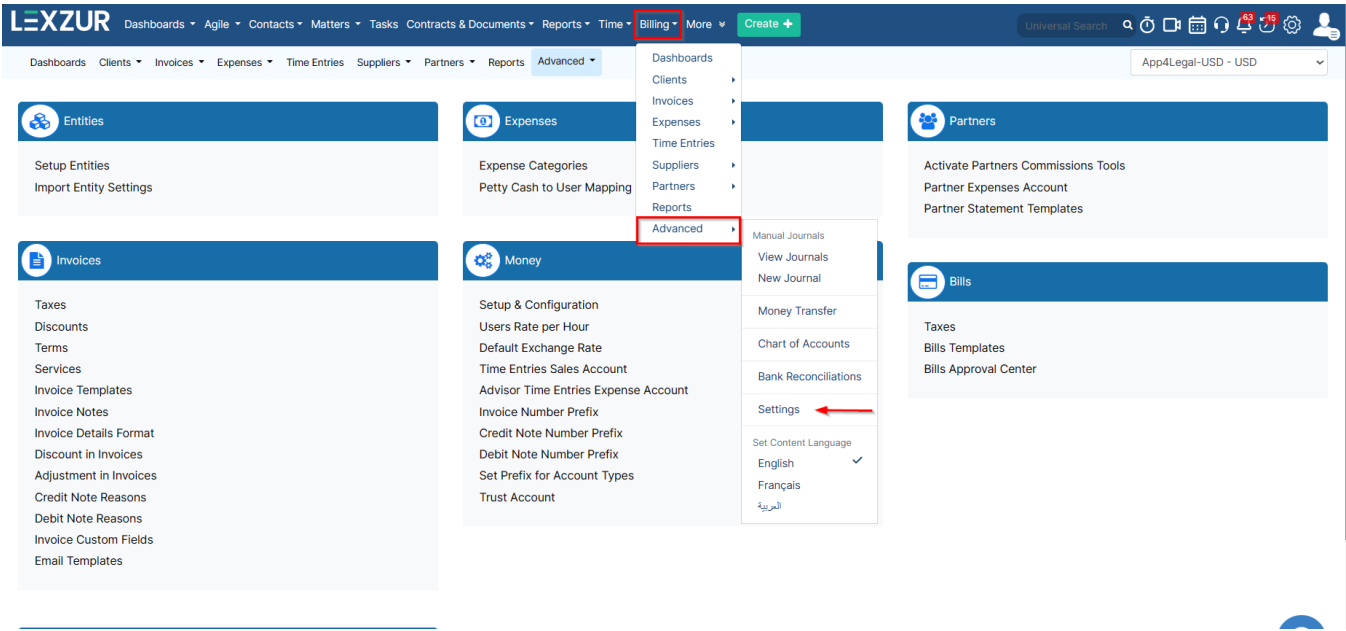 LEXZUR Dashboards Agile Contacts Matters Tasks Contracts & Documents Reports Time Billing More Create + Universal Search 63 15
Dashboards Clients Invoices Expenses Time Entries Suppliers Partners Reports Advanced App4Legal-USD - USD
Dashboards
Clients
Invoices
Expenses
Time Entries
Suppliers
Partners
Reports
Advanced
Manual Journals
View Journals
New Journal
Money Transfer
Chart of Accounts
Bank Reconciliations
Settings
Set Content Language
English
Français
العربية
Entities
Setup Entities
Import Entity Settings
Expenses
Expense Categories
Petty Cash to User Mapping
Partners
Activate Partners Commissions Tools
Partner Expenses Account
Partner Statement Templates
Invoices
Taxes
Discounts
Terms
Services
Invoice Templates
Invoice Notes
Invoice Details Format
Discount in Invoices
Adjustment in Invoices
Credit Note Reasons
Debit Note Reasons
Invoice Custom Fields
Email Templates
Money
Setup & Configuration
Users Rate per Hour
Default Exchange Rate
Time Entries Sales Account
Advisor Time Entries Expense Account
Invoice Number Prefix
Credit Note Number Prefix
Debit Note Number Prefix
Set Prefix for Account Types
Trust Account
Bills
Taxes
Bills Templates
Bills Approval Center